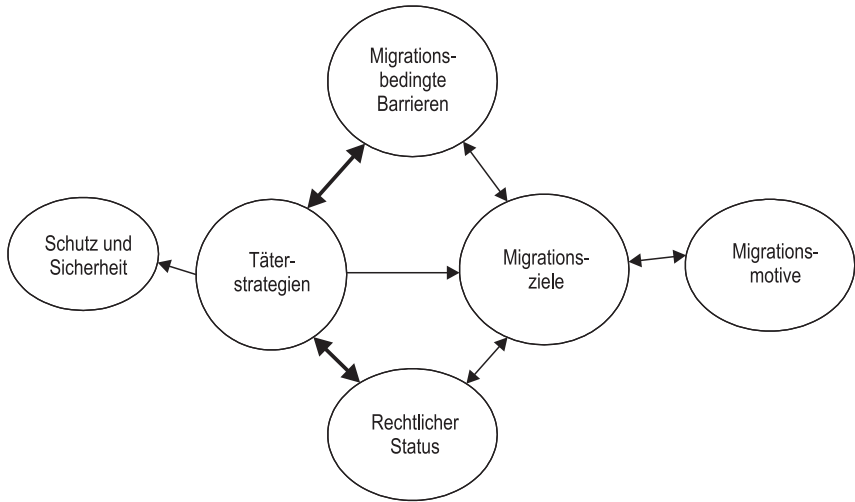 Migrations-
bedingte
Barrieren
Schutz und
Sicherheit
Täter-
strategien
Migrations-
ziele
Migrations-
motive
Rechtlicher
Status